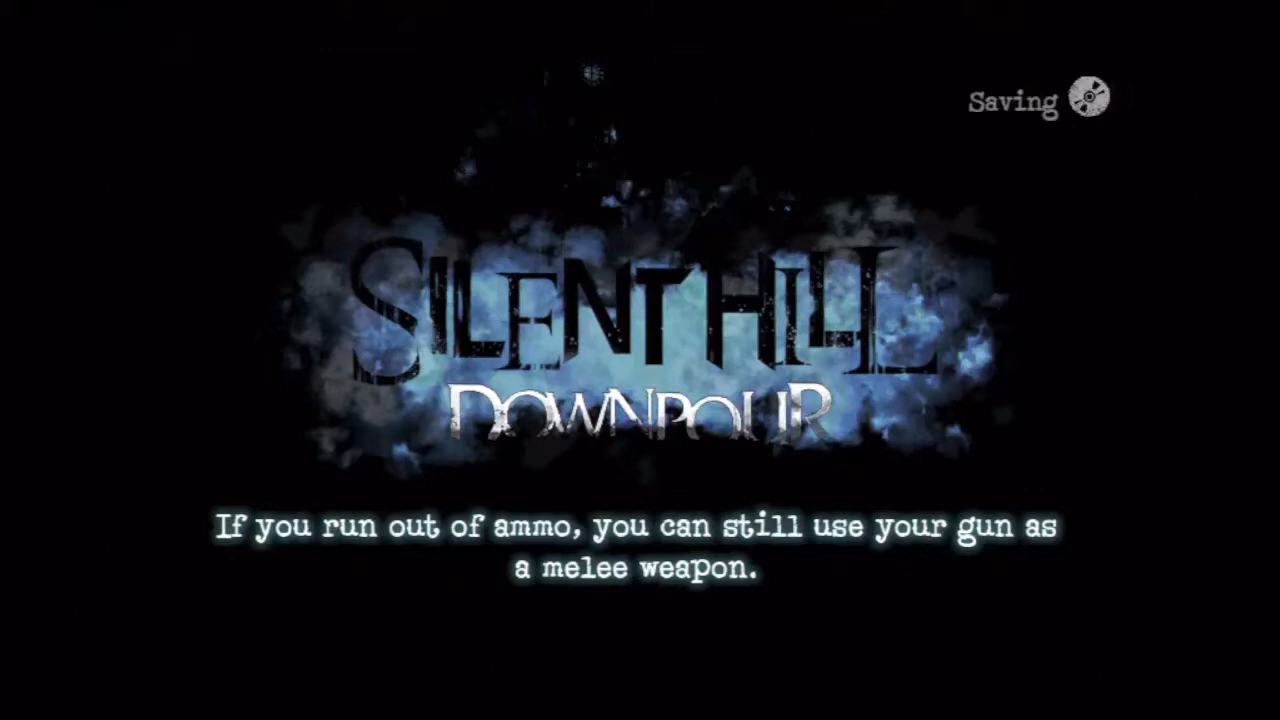 Saving
SILENT HILL
DOWNPOUR
If you run out of ammo, you can still use your gun as
a melee weapon.